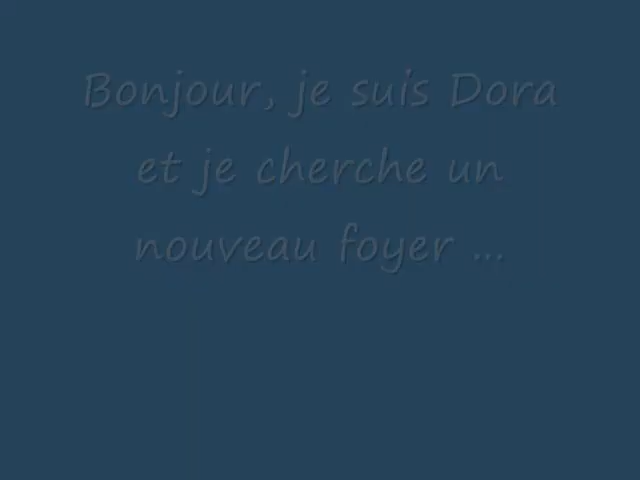 Bonjour, je suis Dora
et je cherche un
nouveau foyer ...